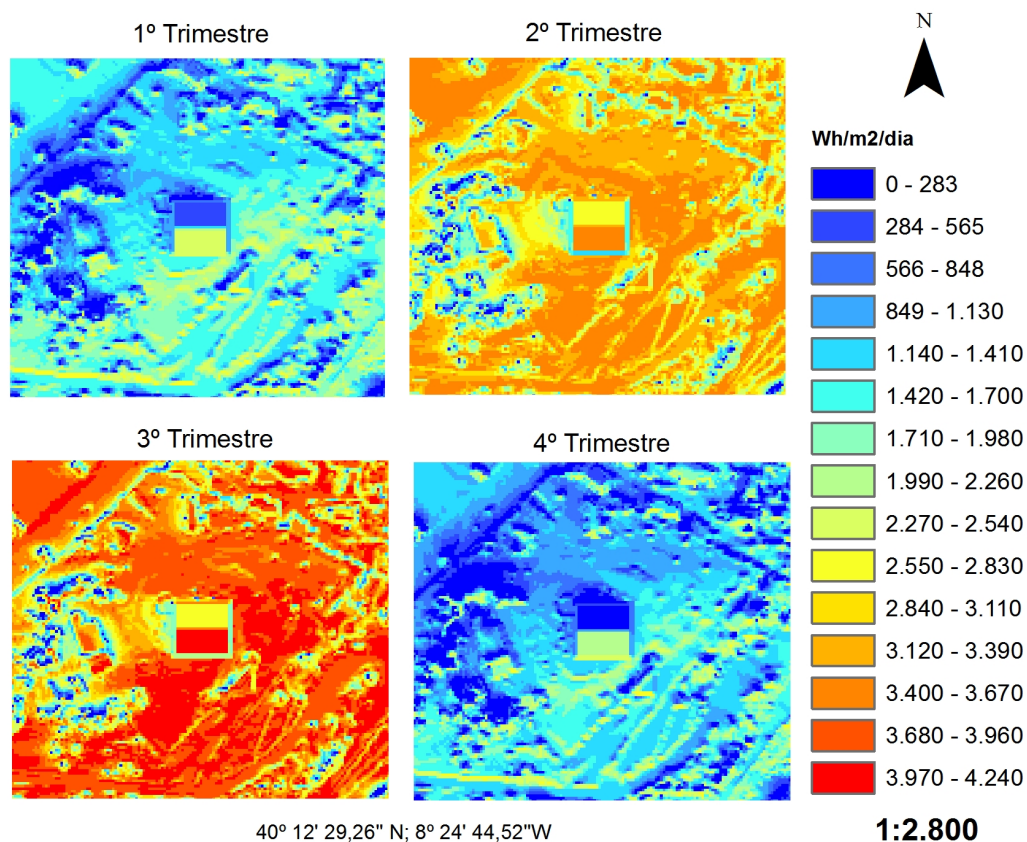 1º Trimestre
2º Trimestre
N
Wh/m2/dia
0 - 283
284 - 565
566 - 848
849 - 1.130
1.140 - 1.410
1.420 - 1.700
1.710 - 1.980
1.990 - 2.260
2.270 - 2.540
2.550 - 2.830
2.840 - 3.110
3.120 - 3.390
3.400 - 3.670
3.680 - 3.960
3.970 - 4.240
3º Trimestre
4º Trimestre
40º 12' 29,26" N; 8º 24' 44,52"W
1:2.800